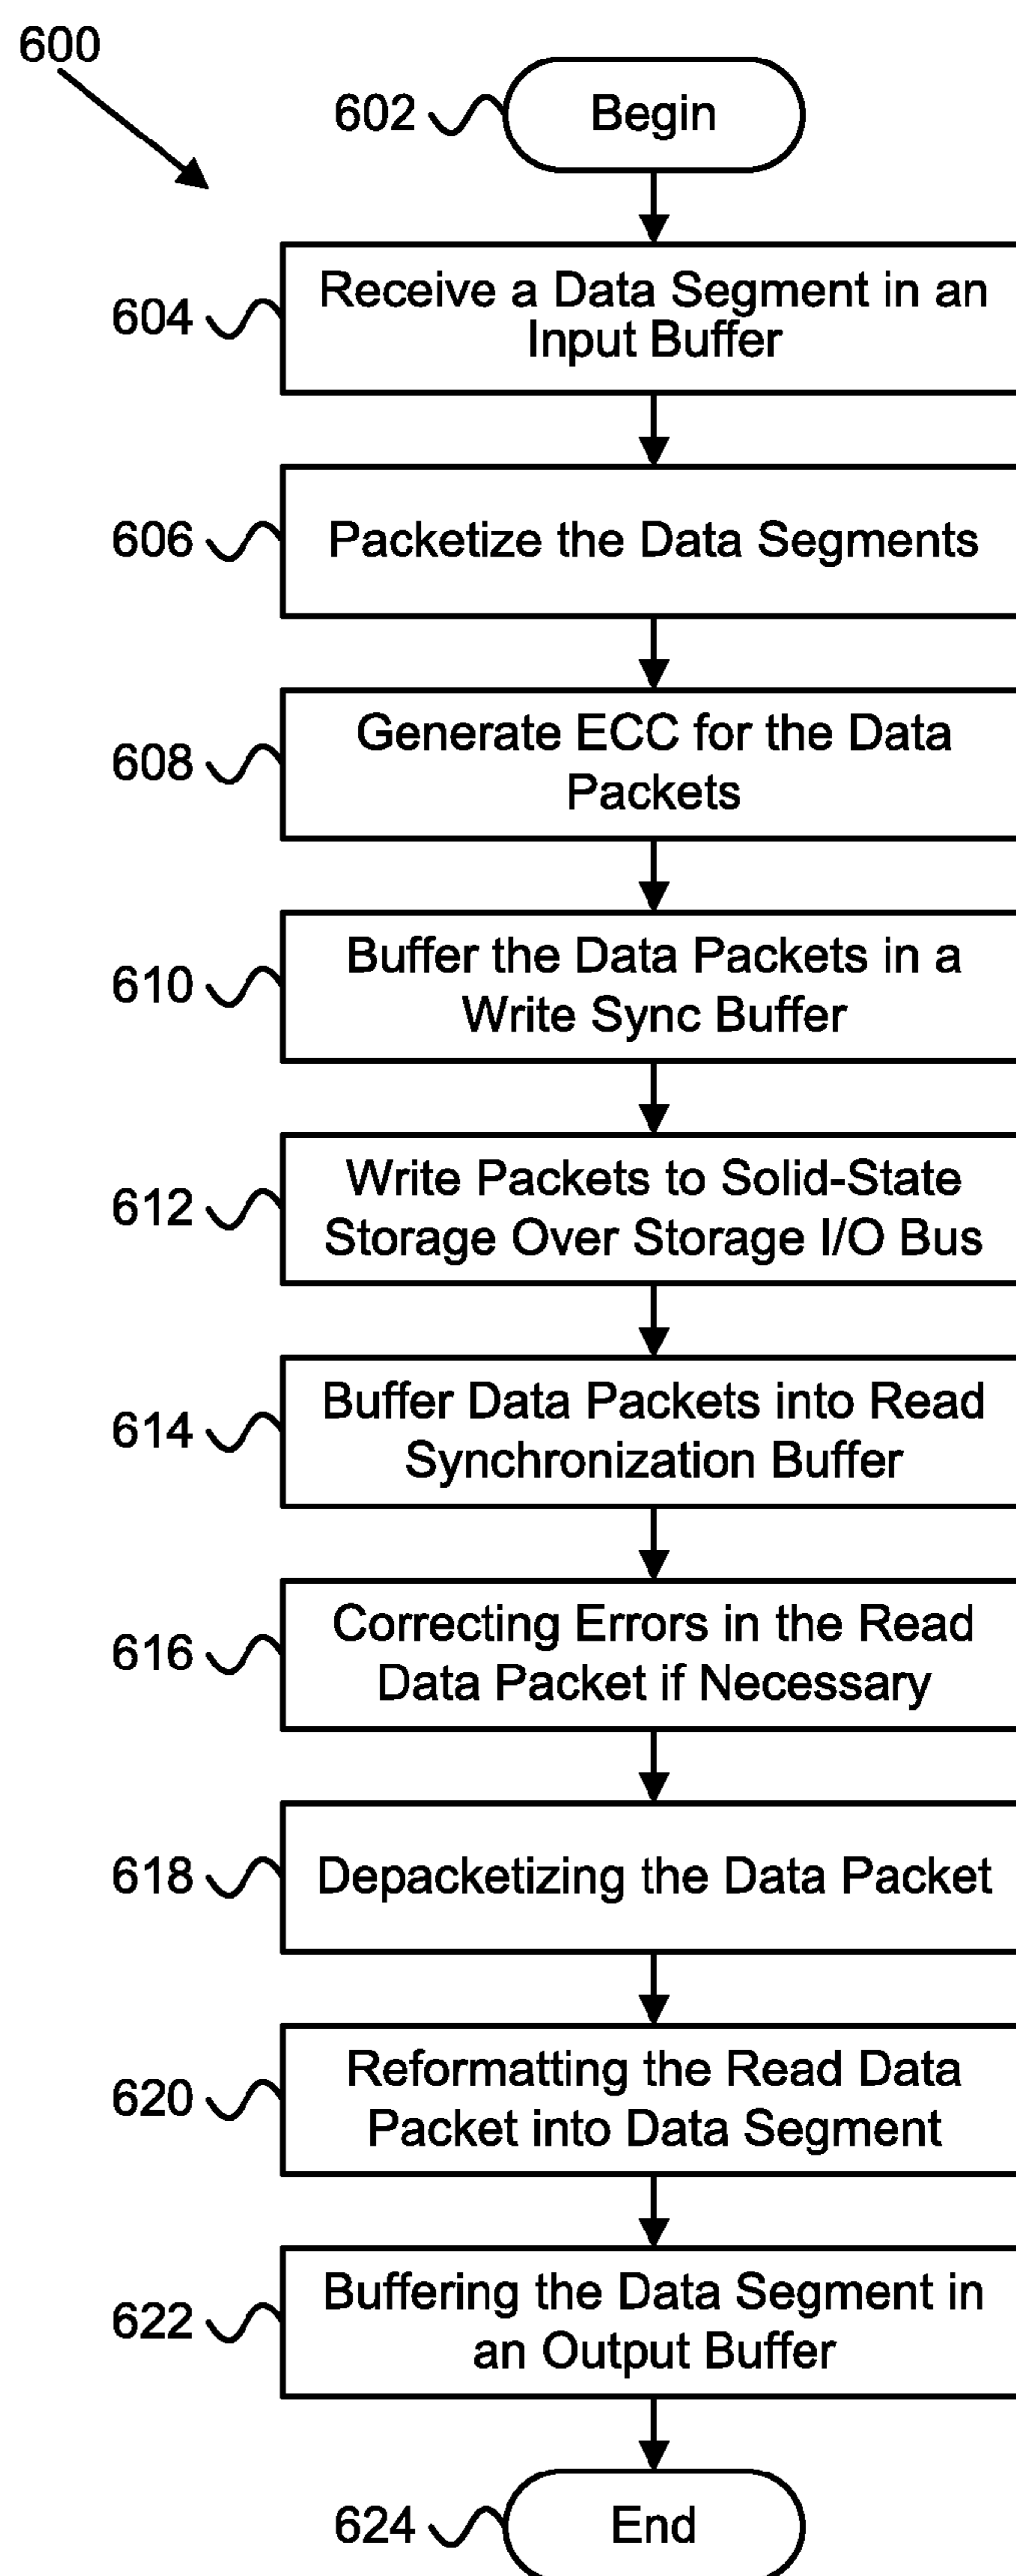 600
602
Begin
604
Receive a Data Segment in an
Input Buffer
606
Packetize the Data Segments
608
Generate ECC for the Data
Packets
610
Buffer the Data Packets in a
Write Sync Buffer
612
Write Packets to Solid-State
Storage Over Storage I/O Bus
614
Buffer Data Packets into Read
Synchronization Buffer
616
Correcting Errors in the Read
Data Packet if Necessary
618
Depacketizing the Data Packet
620
Reformatting the Read Data
Packet into Data Segment
622
Buffering the Data Segment in
an Output Buffer
624
End